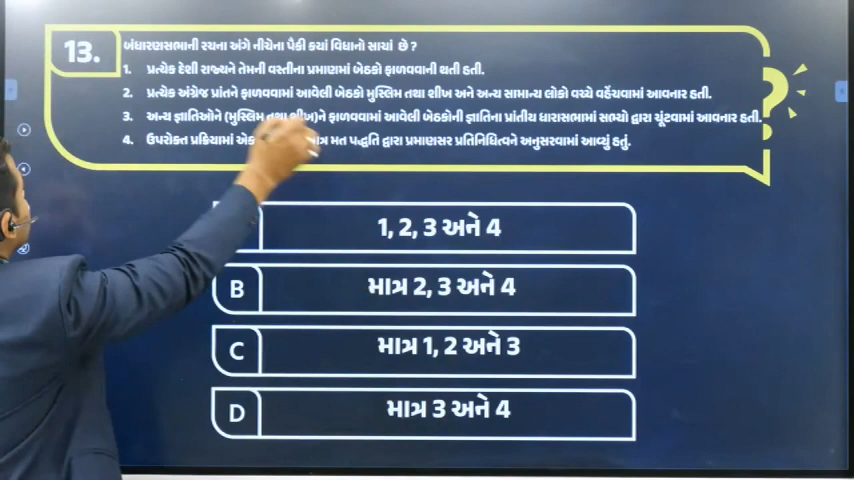 13.
બંધારણસભાની રચના અંગે નીચેના પૈકી કયાં વિધાનો સાચાં છે ?
1. પ્રત્યેક દેશી રાજ્યને તેમની વસ્તીના પ્રમાણમાં બેઠકો ફાળવવાની થતી હતી.
2. પ્રત્યેક અંગ્રેજ પ્રાંતને ફાળવવામાં આવેલી બેઠકો મુસ્લિમ તથા શીખ અને અન્ય સામાન્ય લોકો વચ્ચે વહેંચવામાં આવનાર હતી.
3. અન્ય જ્ઞાતિઓને (મુસ્લિમ તથા શીખ)ને ફાળવવામાં આવેલી બેઠકોની જ્ઞાતિના પ્રાંતીય ધારાસભામાં સભ્યો દ્વારા ચૂંટવામાં આવનાર હતી.
4. ઉપરોક્ત પ્રક્રિયામાં મત પદ્ધતિ દ્વારા પ્રમાણસર પ્રતિનિધિત્વને અનુસરવામાં આવ્યું હતું.
1, 2, 3 અને 4
B માત્ર 2, 3 અને 4
C માત્ર 1, 2 અને 3
D માત્ર 3 અને 4